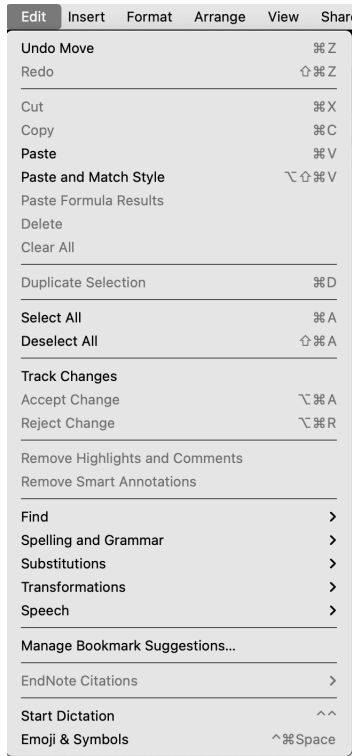 Edit Insert Format Arrange View Shar
Undo Move ⌘Z
Redo ⇧⌘Z
Cut ⌘X
Copy ⌘C
Paste ⌘V
Paste and Match Style ⌥⇧⌘V
Paste Formula Results
Delete
Clear All
Duplicate Selection ⌘D
Select All ⌘A
Deselect All ⇧⌘A
Track Changes
Accept Change ⌥⌘A
Reject Change ⌥⌘R
Remove Highlights and Comments
Remove Smart Annotations
Find >
Spelling and Grammar >
Substitutions >
Transformations >
Speech >
Manage Bookmark Suggestions...
EndNote Citations >
Start Dictation ^^
Emoji & Symbols ^⌘Space